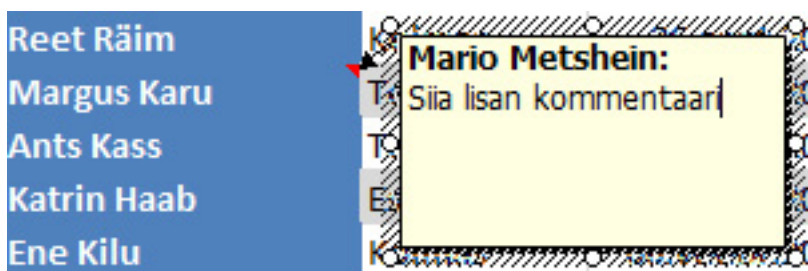 Reet Räim
Mario Metshein:
Margus Karu
Siia lisan kommentaari
Ants Kass
Katrin Haab
Ene Kilu